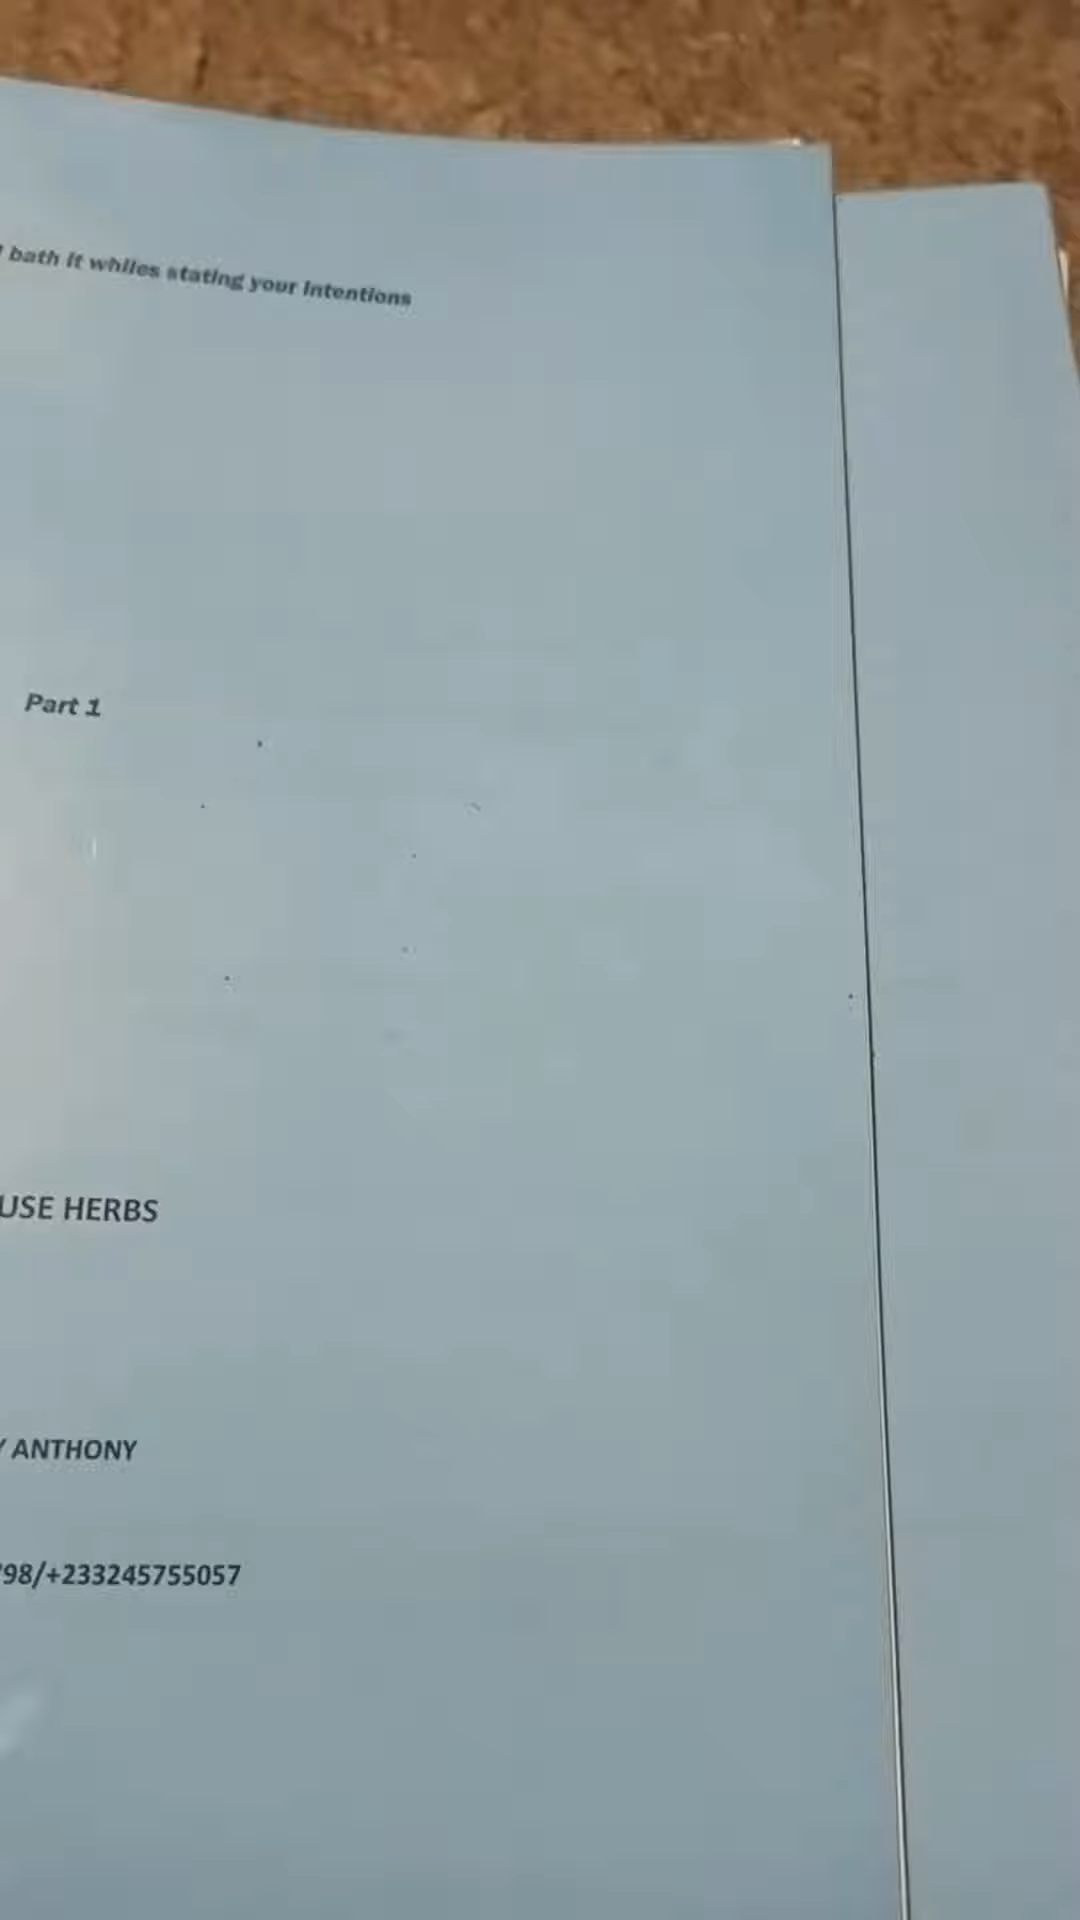 bath it whiles stating your intentions
Part 1
USE HERBS
ANTHONY
98/+233245755057